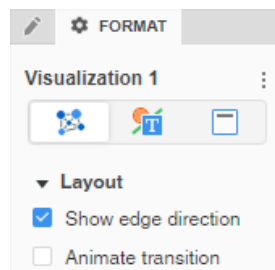 FORMAT
Visualization 1
T
Layout
Show edge direction
Animate transition